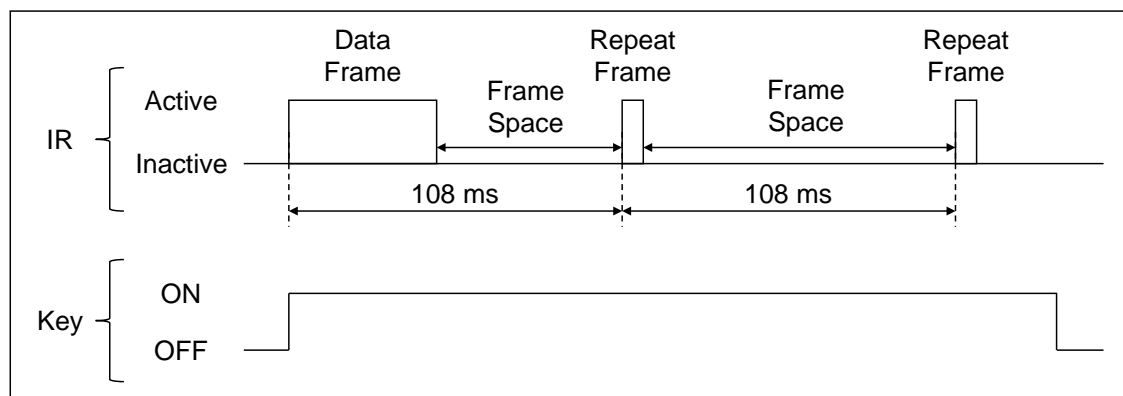 Data
Frame
Repeat
Frame
Repeat
Frame
Active
Frame
Space
Frame
Space
IR
Inactive
108 ms
108 ms
ON
Key
OFF